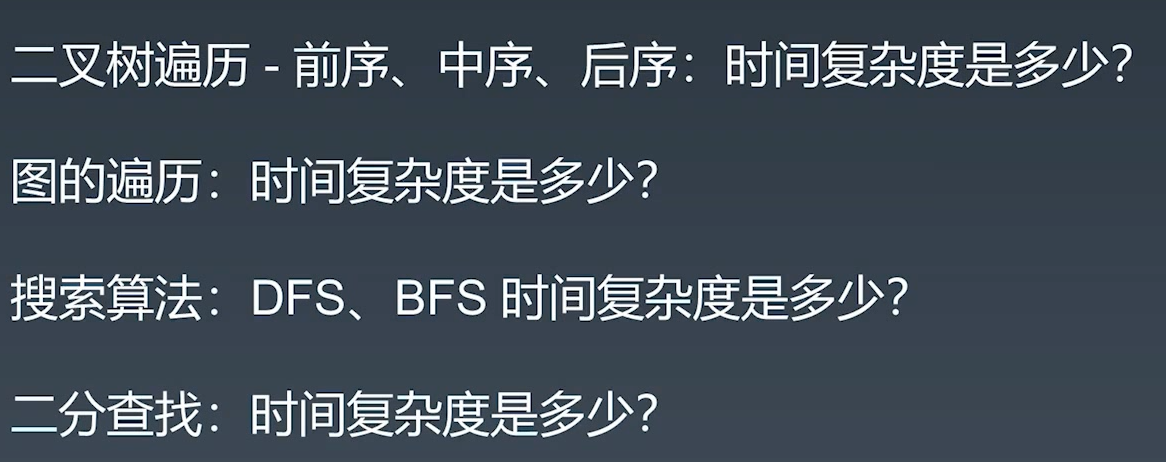 二叉树遍历 - 前序、中序、后序：时间复杂度是多少？
图的遍历：时间复杂度是多少？
搜索算法：DFS、BFS 时间复杂度是多少？
二分查找：时间复杂度是多少？